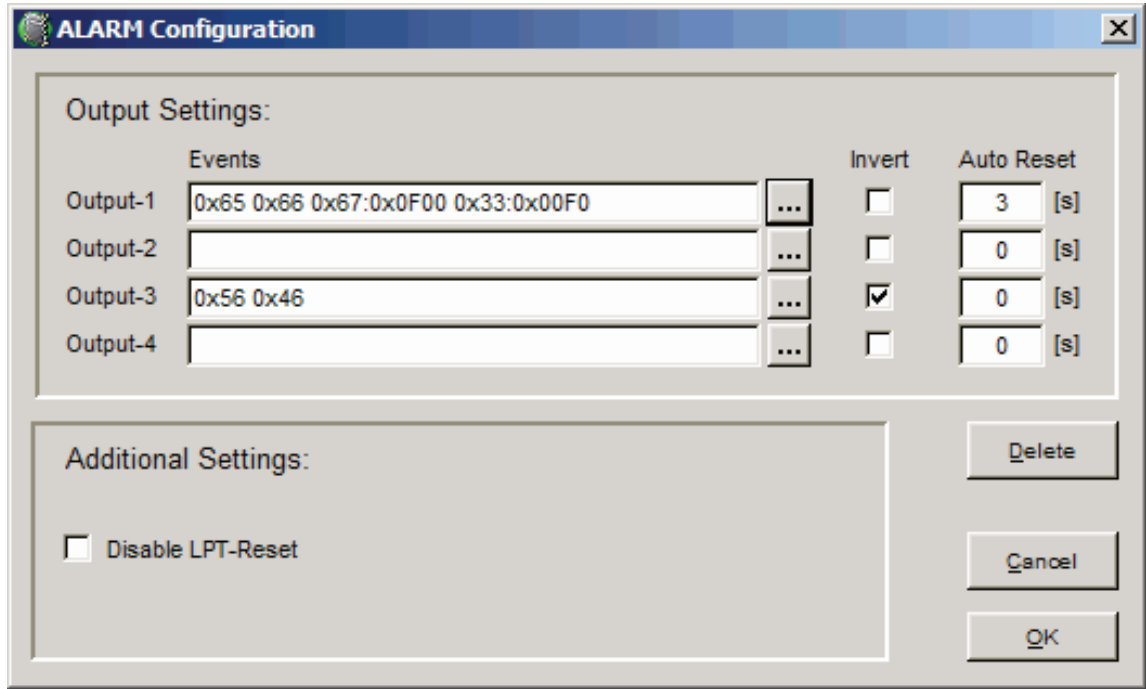 ALARM Configuration
Output Settings:
Events Invert Auto Reset
Output-1 0x65 0x66 0x67:0x0F00 0x33:0x00F0 ... 3 [s]
Output-2 ... 0 [s]
Output-3 0x56 0x46 ... 0 [s]
Output-4 ... 0 [s]
Additional Settings:
Delete
Disable LPT-Reset
Cancel
OK